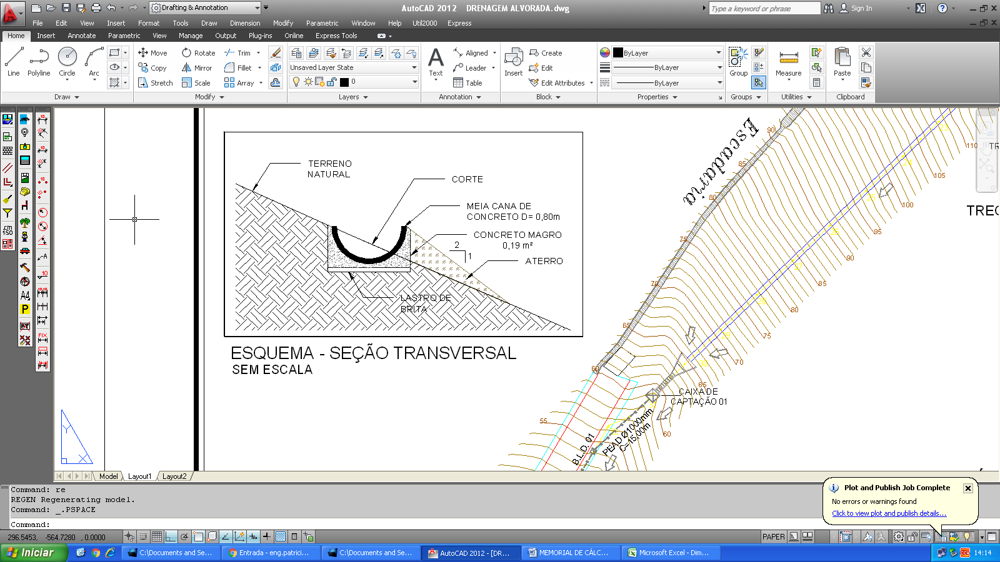 Drafting & Annotation
AutoCAD 2012 DRENAGEM ALVORADA.dwg
Type a keyword or phrase
Sign In
File Edit View Insert Format Tools Draw Dimension Modify Parametric Window Help Util2000 Express
Home Insert Annotate Parametric View Manage Output Plug-ins Online Express Tools
Line Polyline Circle Arc
Move Rotate Trim
Copy Mirror Fillet
Stretch Scale Array
Unsaved Layer State
0
Text
Aligned
Leader
Table
Insert
Create
Edit
Edit Attributes
ByLayer
ByLayer
ByLayer
Group
Measure
Paste
Draw Modify Layers Annotation Block Properties Groups Utilities Clipboard
TERRENO
NATURAL
CORTE
MEIA CANA DE
CONCRETO D= 0,80m
CONCRETO MAGRO
0,19 m²
2
1
ATERRO
LASTRO DE
BRITA
ESQUEMA - SEÇÃO TRANSVERSAL
SEM ESCALA
Escadaria
90
85
80
75
70
65
60
55
110
105
100
95
90
85
80
75
70
65
60
TR
TREC
CAIXA DE
CAPTAÇÃO 01
PEAD Ø1000mm
C=15,00m
B.L.D. 01
cm
1:50
A4
P
FIX
Y
X
Model Layout1 Layout2
Command: re
REGEN Regenerating model.
Command: _.PSPACE
Command:
Plot and Publish Job Complete
No errors or warnings found
Click to view plot and publish details...
296.5453, -564.7280 , 0.0000
PAPER
Iniciar
C:\Documents and Se...
Entrada - eng.patrici...
C:\Documents and Se...
AutoCAD 2012 - [DR...
MEMORIAL DE CÁLC...
Microsoft Excel - Dim...
14:14